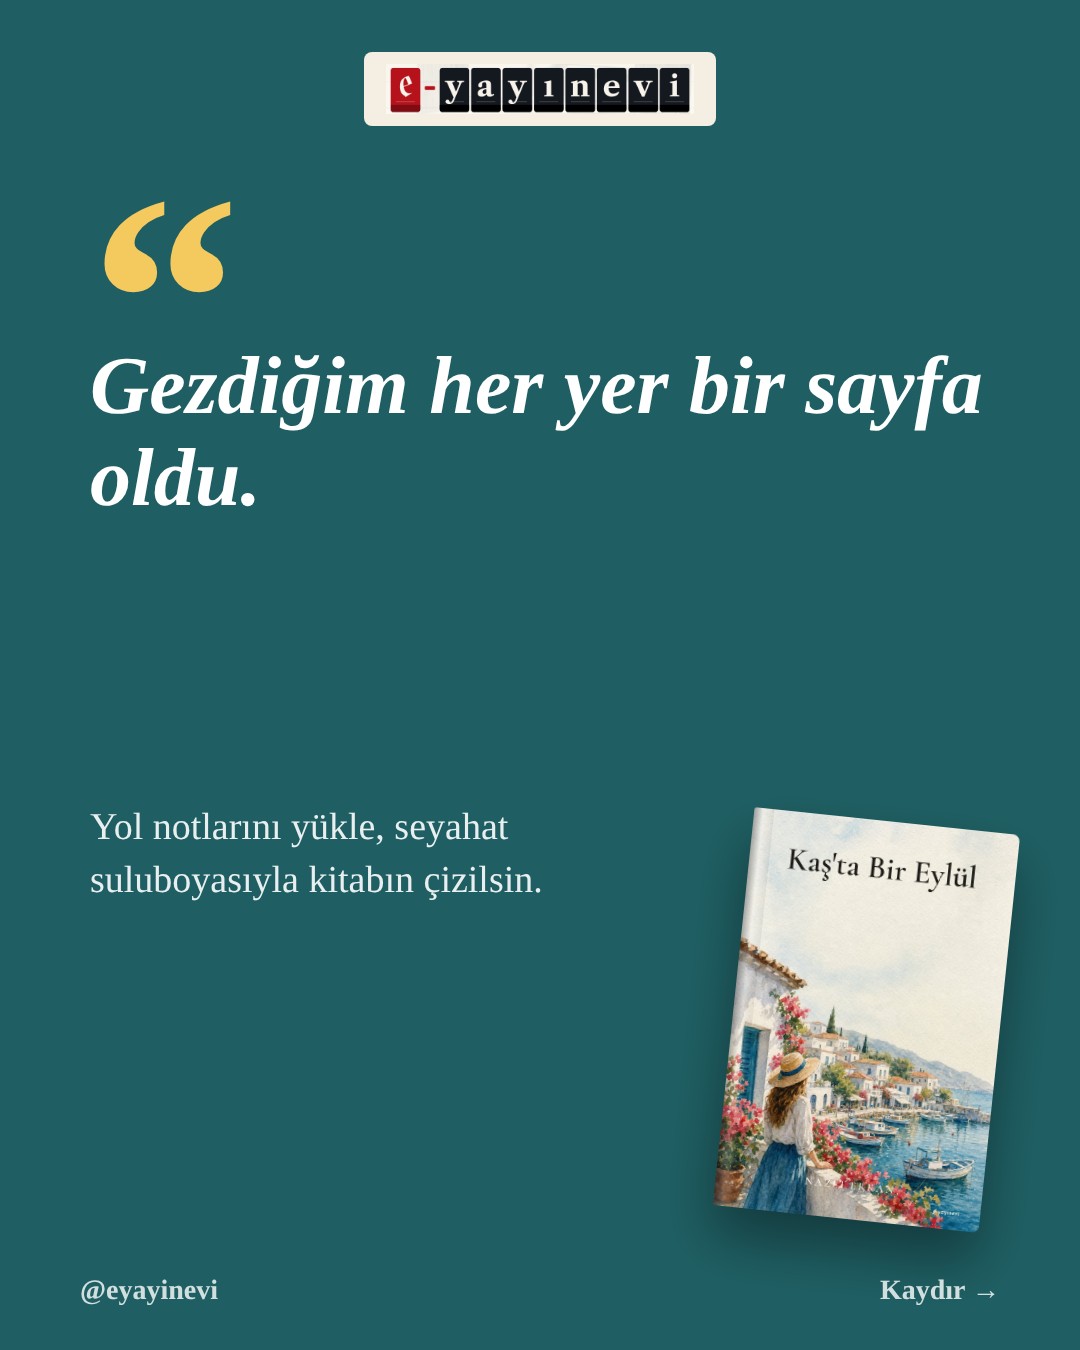 e-yayınevi
“
Gezdiğim her yer bir sayfa
oldu.
Yol notlarını yükle, seyahat
suluboyasıyla kitabın çizilsin.
Kaş'ta Bir Eylül
@eyayinevi
Kaydır →